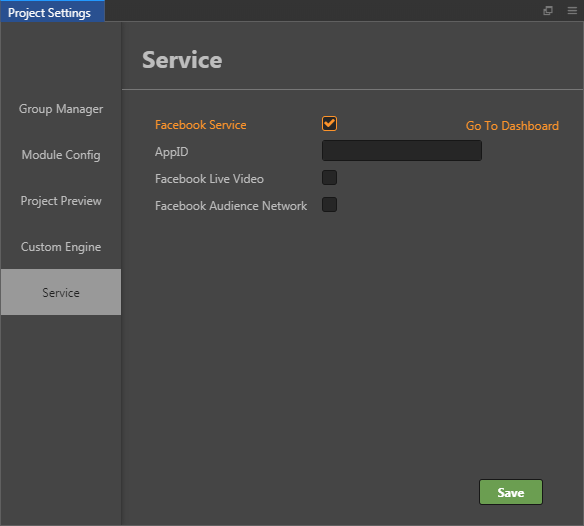 Project Settings
Service
Group Manager
Module Config
Project Preview
Custom Engine
Service
Facebook Service
Go To Dashboard
AppID
Facebook Live Video
Facebook Audience Network
Save